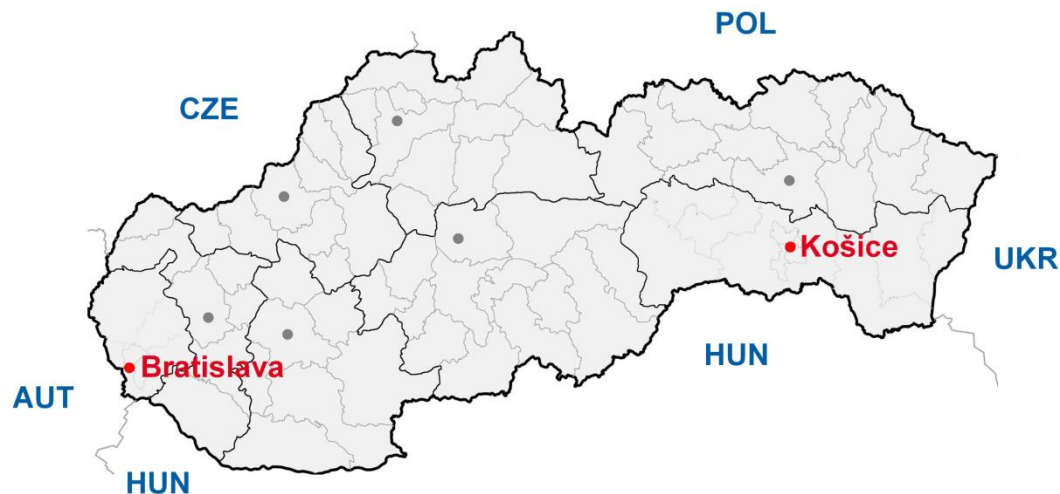 POL
CZE
Košice
UKR
HUN
Bratislava
AUT
HUN